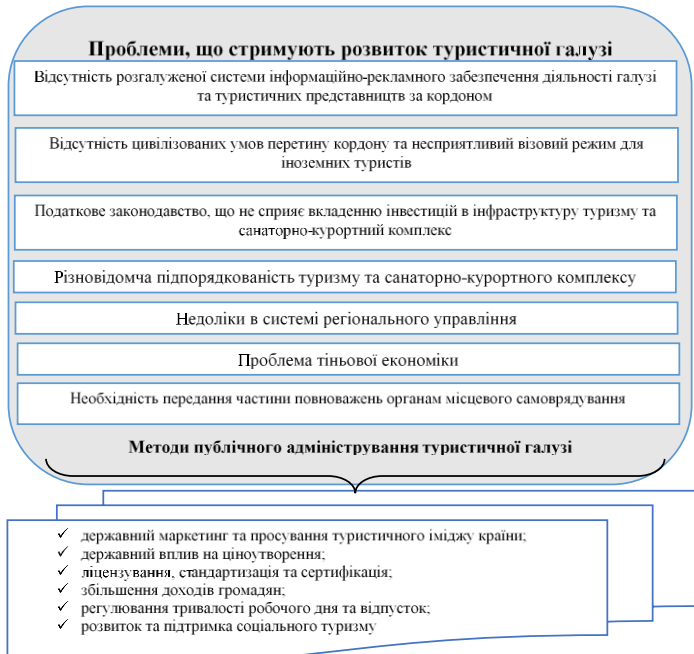 Проблеми, що стримують розвиток туристичної галузі
Відсутність розгалуженої системи інформаційно-рекламного забезпечення діяльності галузі
та туристичних представництв за кордоном
Відсутність цивілізованих умов перетину кордону та несприятливий візовий режим для
іноземних туристів
Податкове законодавство, що не сприяє вкладенню інвестицій в інфраструктуру туризму та
санаторно-курортний комплекс
Різновідомча підпорядкованість туризму та санаторно-курортного комплексу
Недоліки в системі регіонального управління
Проблема тіньової економіки
Необхідність передання частини повноважень органам місцевого самоврядування
Методи публічного адміністрування туристичної галузі
✓ державний маркетинг та просування туристичного іміджу країни;
✓ державний вплив на ціноутворення;
✓ ліцензування, стандартизація та сертифікація;
✓ збільшення доходів громадян;
✓ регулювання тривалості робочого дня та відпусток;
✓ розвиток та підтримка соціального туризму